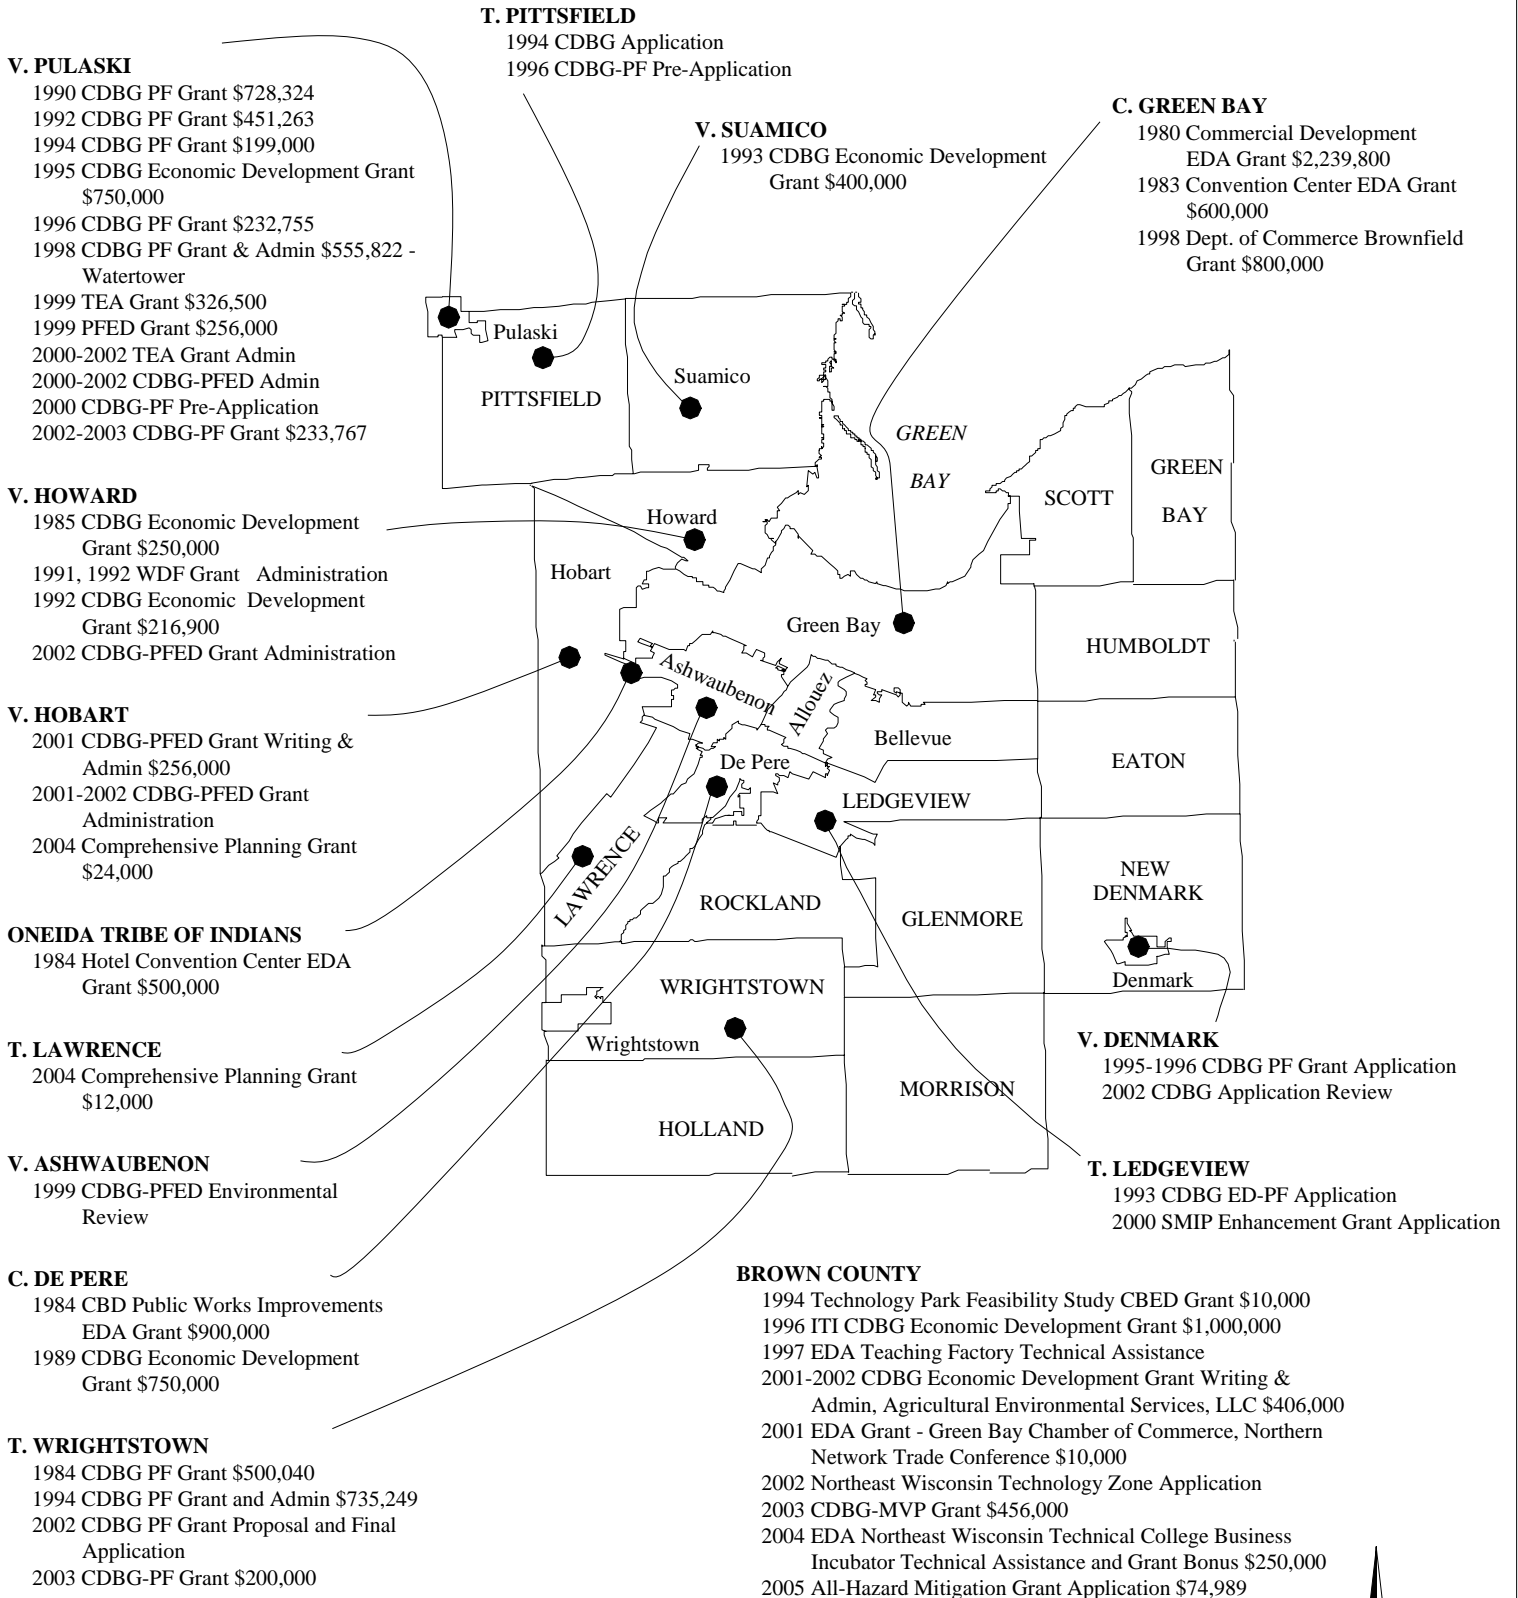 T. PITTSFIELD
1994 CDBG Application
1996 CDBG-PF Pre-Application
V. PULASKI
1990 CDBG PF Grant $728,324
1992 CDBG PF Grant $451,263
1994 CDBG PF Grant $199,000
1995 CDBG Economic Development Grant
$750,000
1996 CDBG PF Grant $232,755
1998 CDBG PF Grant & Admin $555,822 -
Watertower
1999 TEA Grant $326,500
1999 PFED Grant $256,000
2000-2002 TEA Grant Admin
2000-2002 CDBG-PFED Admin
2000 CDBG-PF Pre-Application
2002-2003 CDBG-PF Grant $233,767
V. SUAMICO
1993 CDBG Economic Development
Grant $400,000
C. GREEN BAY
1980 Commercial Development
EDA Grant $2,239,800
1983 Convention Center EDA Grant
$600,000
1998 Dept. of Commerce Brownfield
Grant $800,000
V. HOWARD
1985 CDBG Economic Development
Grant $250,000
1991, 1992 WDF Grant Administration
1992 CDBG Economic Development
Grant $216,900
2002 CDBG-PFED Grant Administration
V. HOBART
2001 CDBG-PFED Grant Writing &
Admin $256,000
2001-2002 CDBG-PFED Grant
Administration
2004 Comprehensive Planning Grant
$24,000
ONEIDA TRIBE OF INDIANS
1984 Hotel Convention Center EDA
Grant $500,000
T. LAWRENCE
2004 Comprehensive Planning Grant
$12,000
V. ASHWAUBENON
1999 CDBG-PFED Environmental
Review
C. DE PERE
1984 CBD Public Works Improvements
EDA Grant $900,000
1989 CDBG Economic Development
Grant $750,000
T. WRIGHTSTOWN
1984 CDBG PF Grant $500,040
1994 CDBG PF Grant and Admin $735,249
2002 CDBG PF Grant Proposal and Final
Application
2003 CDBG-PF Grant $200,000
Pulaski
PITTSFIELD
Suamico
GREEN
BAY
SCOTT
GREEN
BAY
Howard
Hobart
Green Bay
HUMBOLDT
Ashwaubenon
Allouez
Bellevue
De Pere
EATON
LEDGEVIEW
LAWRENCE
ROCKLAND
GLENMORE
NEW
DENMARK
Denmark
WRIGHTSTOWN
Wrightstown
MORRISON
HOLLAND
V. DENMARK
1995-1996 CDBG PF Grant Application
2002 CDBG Application Review
T. LEDGEVIEW
1993 CDBG ED-PF Application
2000 SMIP Enhancement Grant Application
BROWN COUNTY
1994 Technology Park Feasibility Study CBED Grant $10,000
1996 ITI CDBG Economic Development Grant $1,000,000
1997 EDA Teaching Factory Technical Assistance
2001-2002 CDBG Economic Development Grant Writing &
Admin, Agricultural Environmental Services, LLC $406,000
2001 EDA Grant - Green Bay Chamber of Commerce, Northern
Network Trade Conference $10,000
2002 Northeast Wisconsin Technology Zone Application
2003 CDBG-MVP Grant $456,000
2004 EDA Northeast Wisconsin Technical College Business
Incubator Technical Assistance and Grant Bonus $250,000
2005 All-Hazard Mitigation Grant Application $74,989